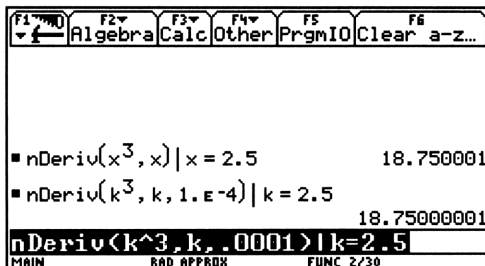 F1 F2 F3 F4 F5 F6
Algebra Calc Other PrgmIO Clear a-z…
▪ nDeriv(x³, x) | x = 2.5 18.750001
▪ nDeriv(k³, k, 1.ᴇ-4) | k = 2.5
18.75000001
nDeriv(k^3,k,.0001)|k=2.5
MAIN RAD APPROX FUNC 2/30